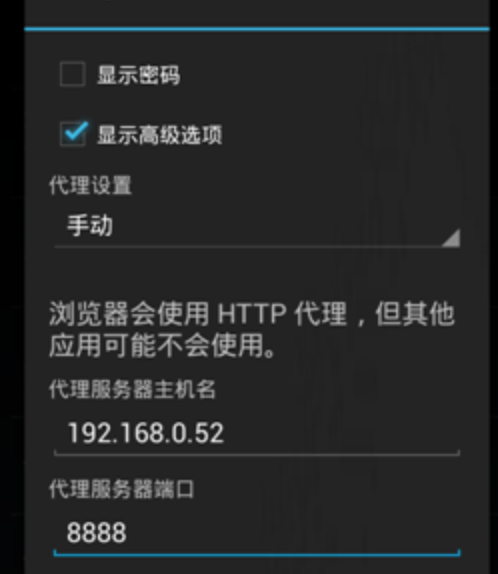 显示密码
显示高级选项
代理设置
手动
浏览器会使用 HTTP 代理，但其他
应用可能不会使用。
代理服务器主机名
192.168.0.52
代理服务器端口
8888